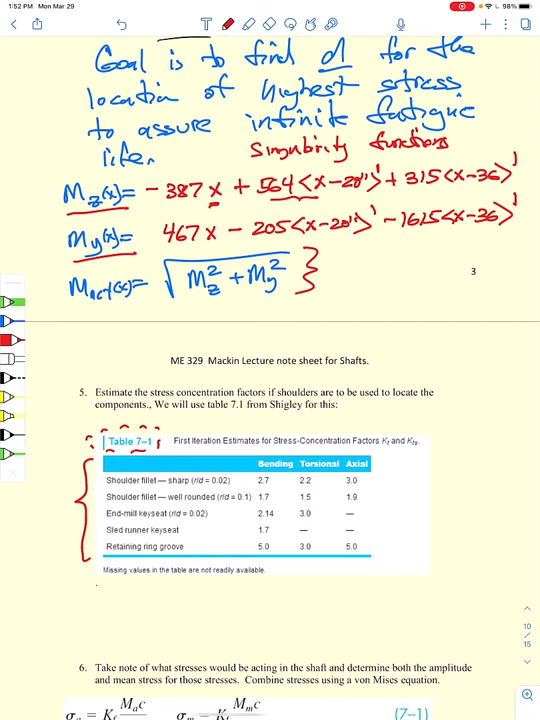 1:52 PM Mon Mar 29
98%
Goal is to find d for the
location of highest stress
to assure infinite fatigue
life.
Singularity functions
Mz(x)= - 387 x + 564<x-20">¹ + 315<x-36>¹
My(x)= 467 x - 205<x-20">¹ - 1615<x-36>¹
Mact(x)= √Mz² + My²
3
ME 329 Mackin Lecture note sheet for Shafts.
5. Estimate the stress concentration factors if shoulders are to be used to locate the
components., We will use table 7.1 from Shigley for this:
Table 7–1 First Iteration Estimates for Stress-Concentration Factors Kt and Kts.
Bending Torsional Axial
Shoulder fillet — sharp (r/d = 0.02) 2.7 2.2 3.0
Shoulder fillet — well rounded (r/d = 0.1) 1.7 1.5 1.9
End-mill keyseat (r/d = 0.02) 2.14 3.0 —
Sled runner keyseat 1.7 — —
Retaining ring groove 5.0 3.0 5.0
Missing values in the table are not readily available.
.
10
/
15
6. Take note of what stresses would be acting in the shaft and determine both the amplitude
and mean stress for those stresses. Combine stresses using a von Mises equation.
σa = Kf Mac σm = Kf Mmc (7–1)